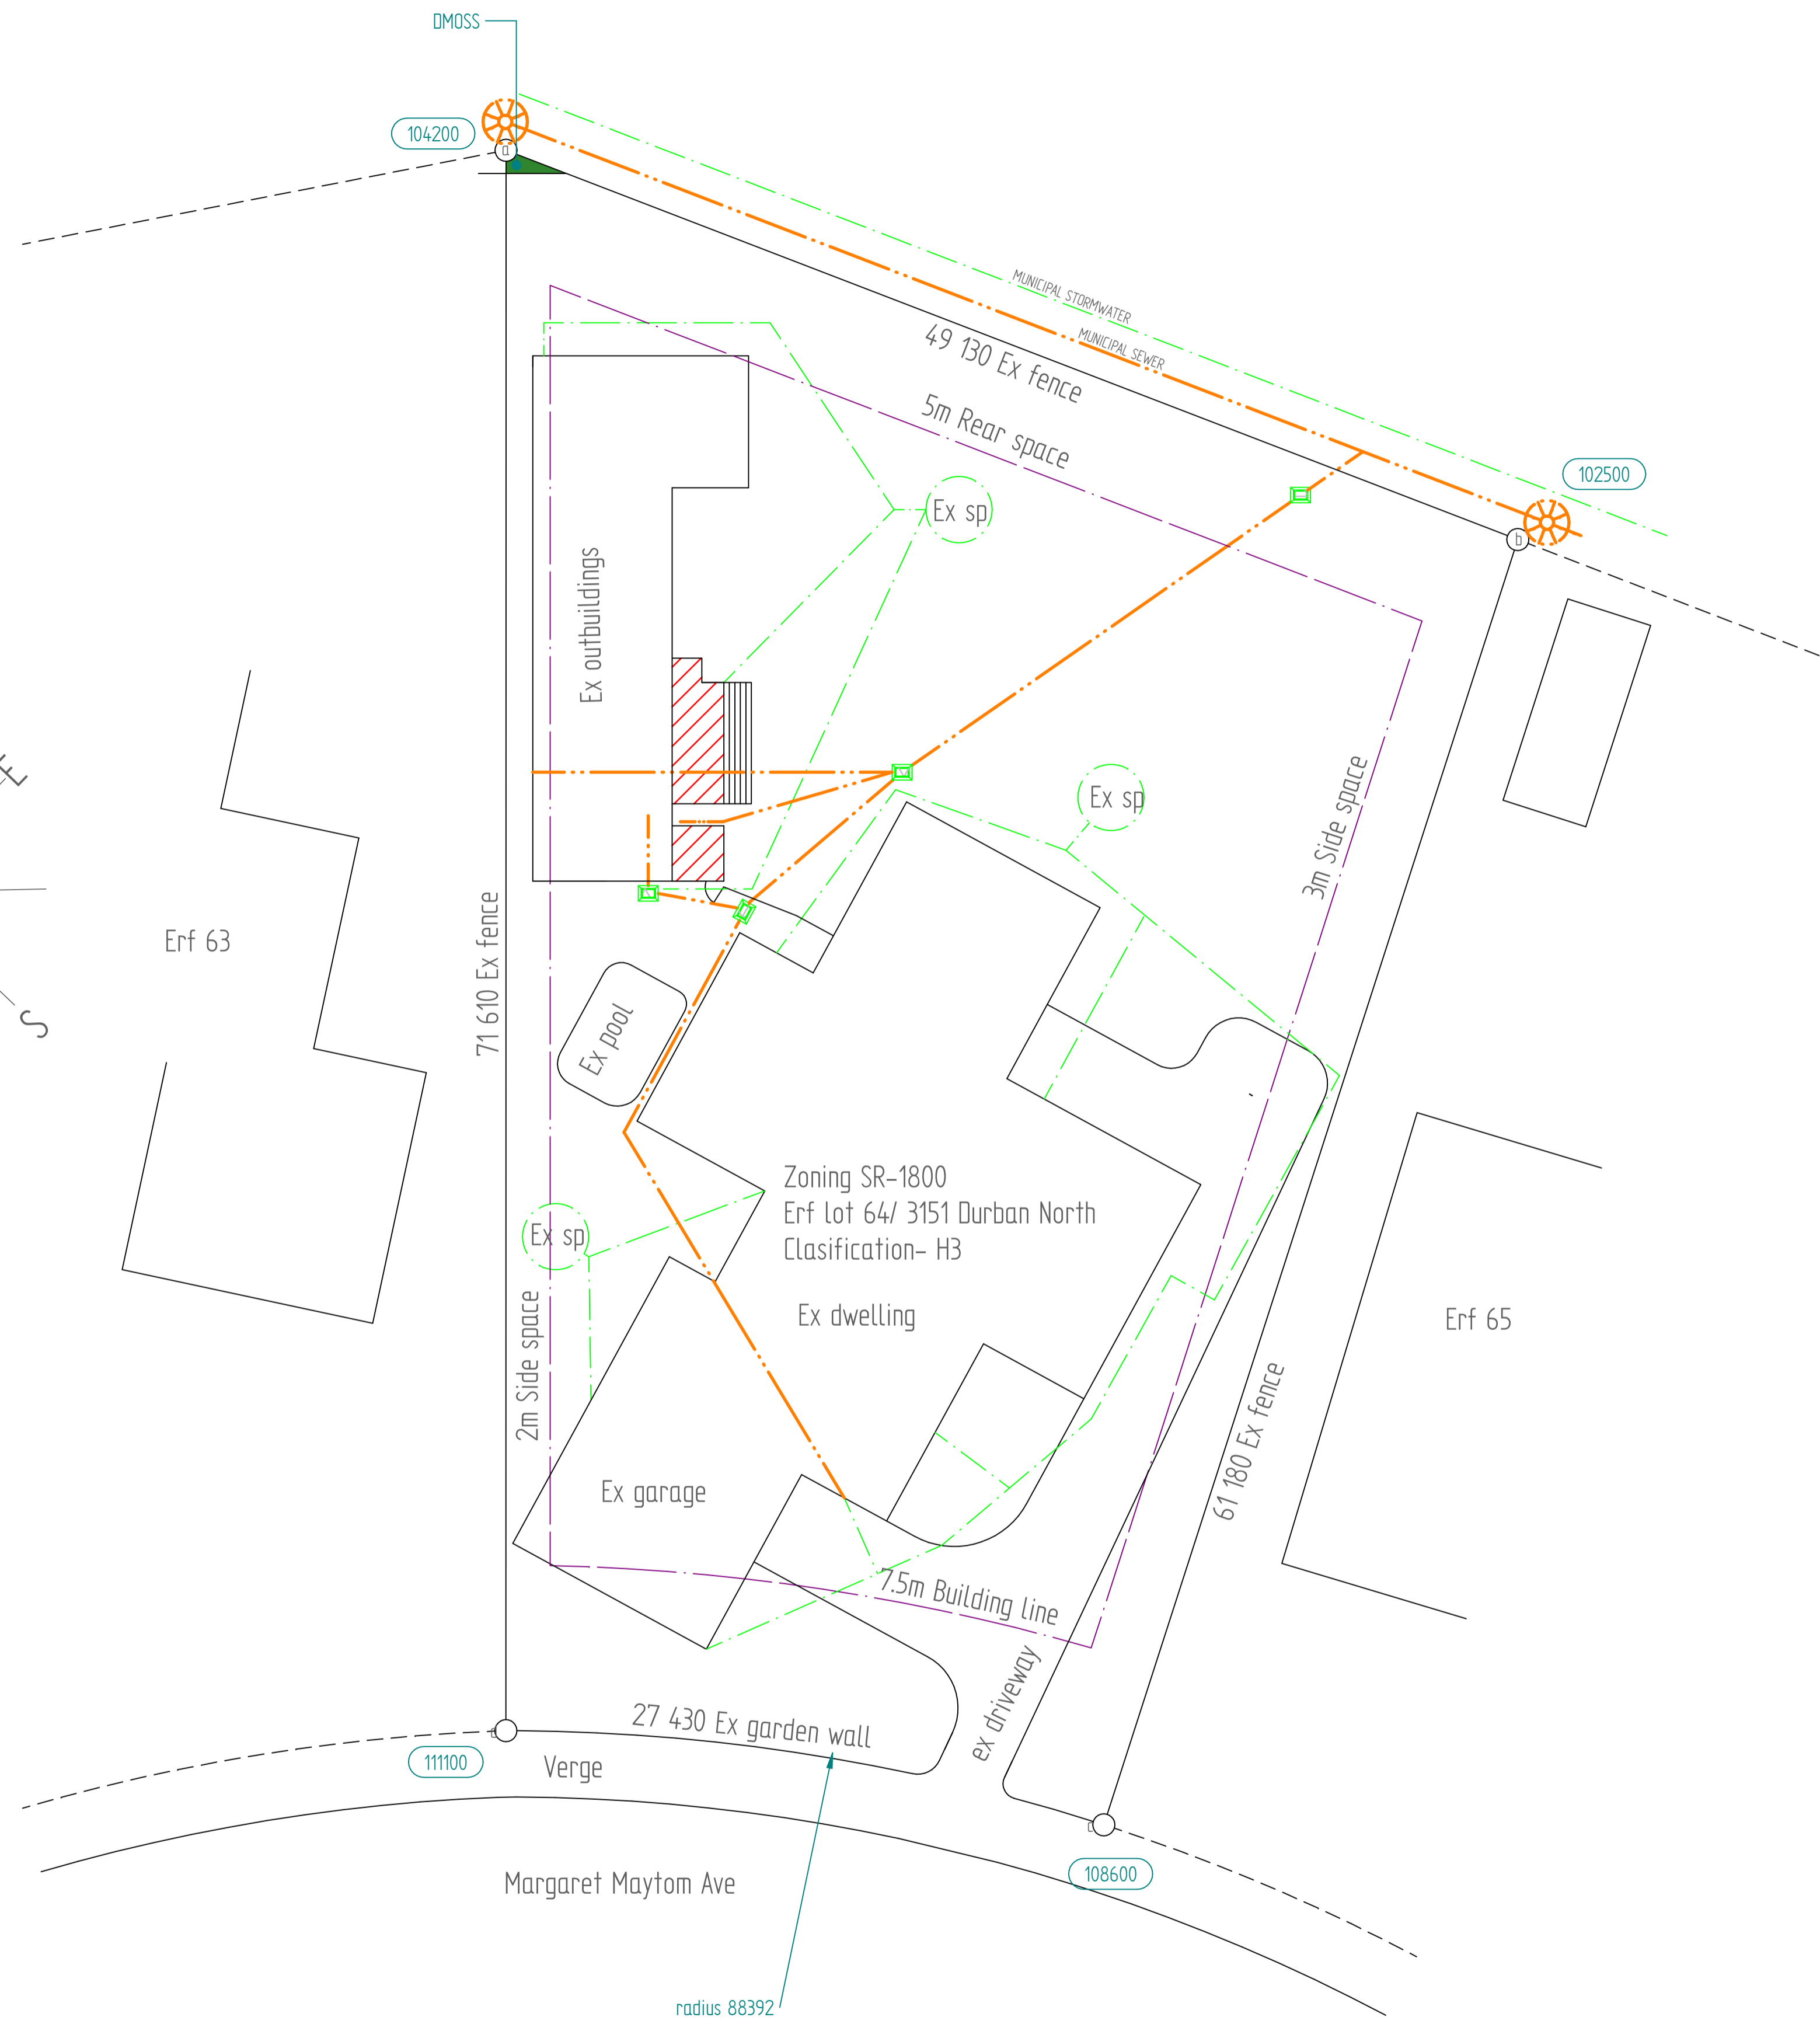 DMOSS
104200
a
MUNICIPAL STORMWATER
MUNICIPAL SEWER
49 130 Ex fence
5m Rear space
102500
b
Ex sp
Ex outbuildings
E
Ex sp
3m Side space
Erf 63
71 610 Ex fence
S
Ex pool
Zoning SR-1800
Erf lot 64/ 3151 Durban North
Clasification- H3
Ex sp
Ex dwelling
2m Side space
Erf 65
61 180 Ex fence
Ex garage
7.5m Building line
ex driveway
27 430 Ex garden wall
111100
Verge
c
108600
Margaret Maytom Ave
radius 88392